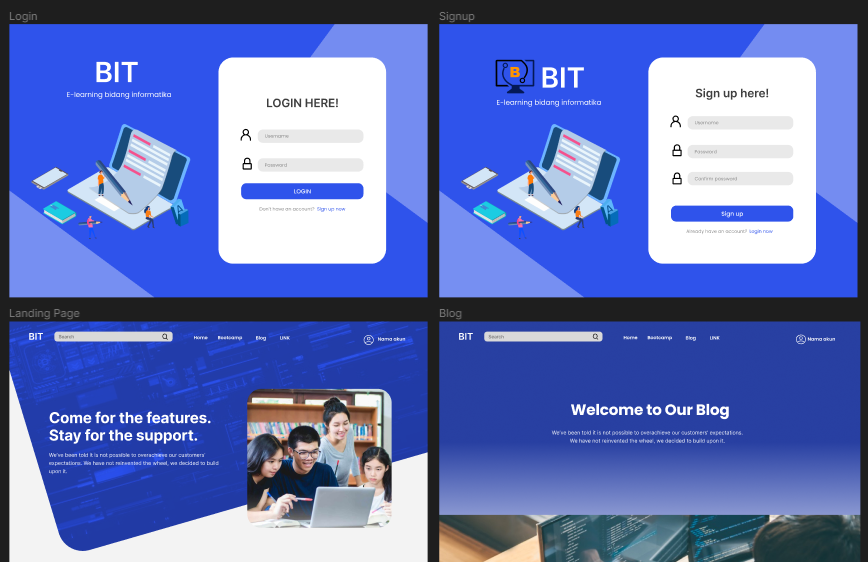 Login
BIT
E-learning bidang informatika
LOGIN HERE!
Username
Password
LOGIN
Don't have an account? Sign up now
Signup
B
BIT
E-learning bidang informatika
Sign up here!
Username
Password
Confirm password
Sign up
Already have an account? Login now
Landing Page
BIT
Search
Home
Bootcamp
Blog
LINK
Nama akun
Come for the features.
Stay for the support.
We've been told it is not possible to overachieve our customers'
expectations. We have not reinvented the wheel, we decided to build
upon it.
Blog
BIT
Search
Home
Bootcamp
Blog
LINK
Nama akun
Welcome to Our Blog
We've been told it is not possible to overachieve our customers' expectations.
We have not reinvented the wheel, we decided to build upon it.